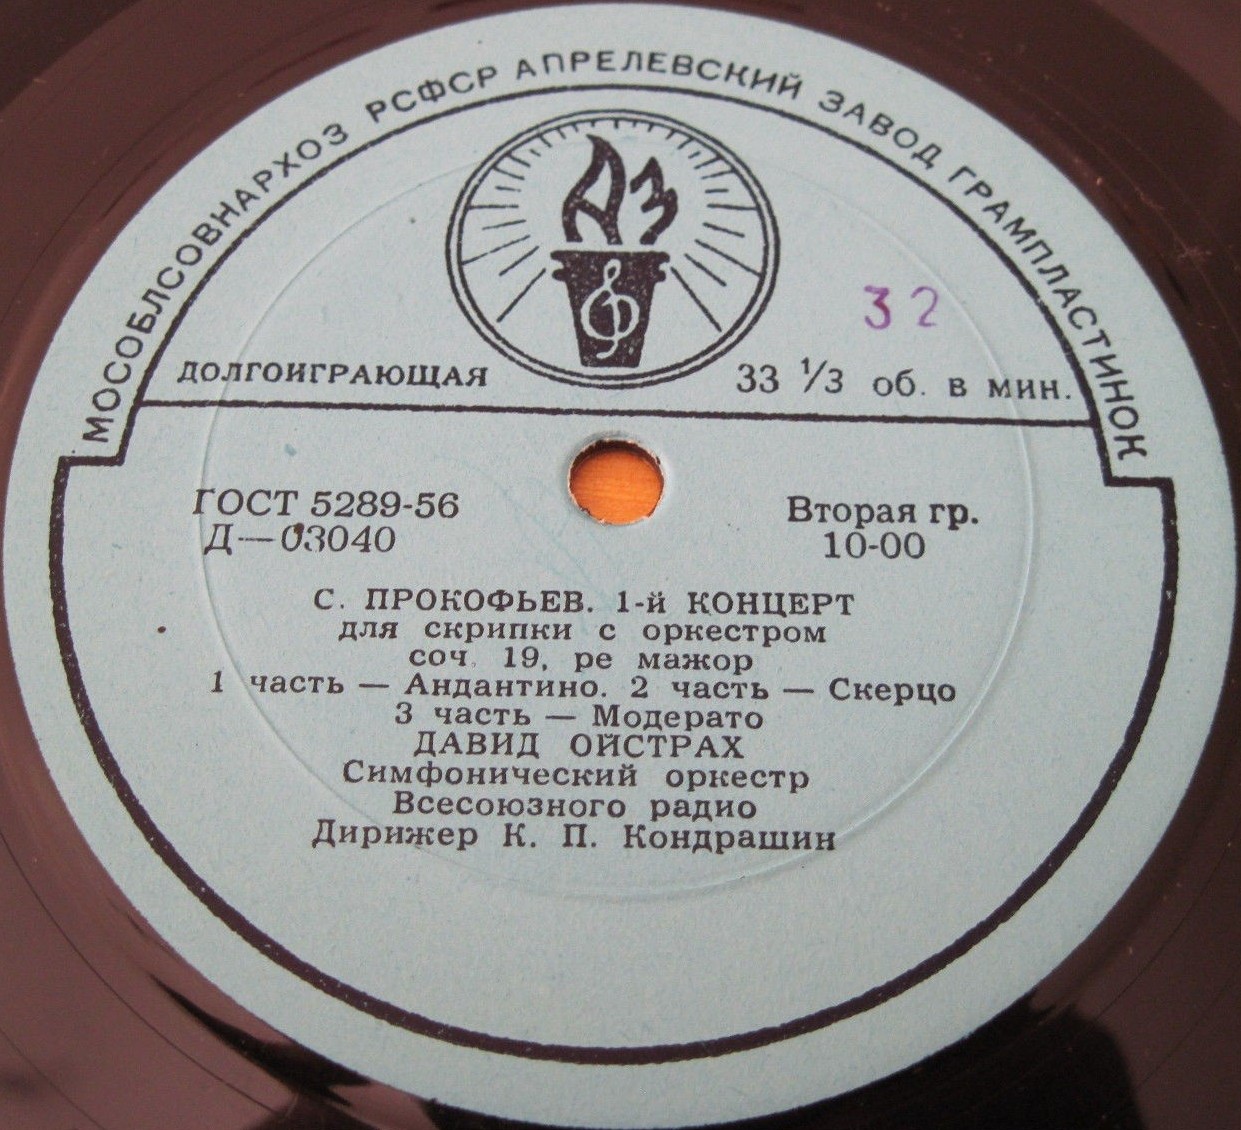 МОСОБЛСОВНАРХОЗ РСФСР АПРЕЛЕВСКИЙ ЗАВОД ГРАМПЛАСТИНОК
АЗ
32
ДОЛГОИГРАЮЩАЯ 33 ⅓ об. в мин.
ГОСТ 5289-56 Вторая гр.
Д—03040 10-00
С. ПРОКОФЬЕВ. 1-й КОНЦЕРТ
для скрипки с оркестром
соч. 19, ре мажор
1 часть — Андантино. 2 часть — Скерцо
3 часть — Модерато
ДАВИД ОЙСТРАХ
Симфонический оркестр
Всесоюзного радио
Дирижер К. П. Кондрашин